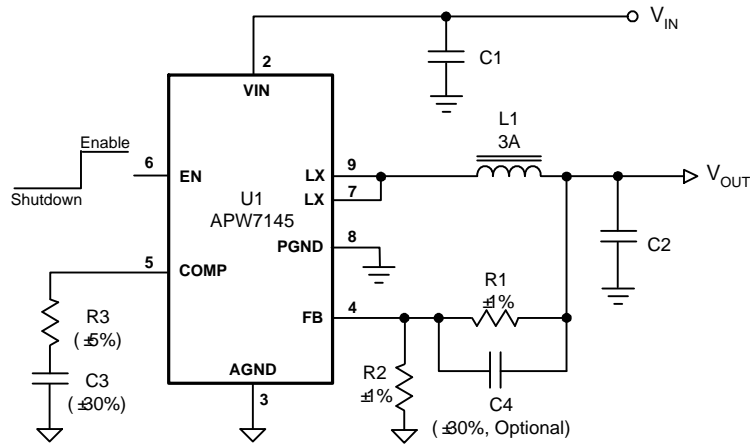 V_IN
C1
2
VIN
L1
3A
Enable
Shutdown
6
EN
U1
APW7145
9
LX
7
LX
V_OUT
C2
8
PGND
5
COMP
R1
±1%
4
FB
R3
(±5%)
AGND
3
R2
±1%
C3
(±30%)
C4
(±30%, Optional)